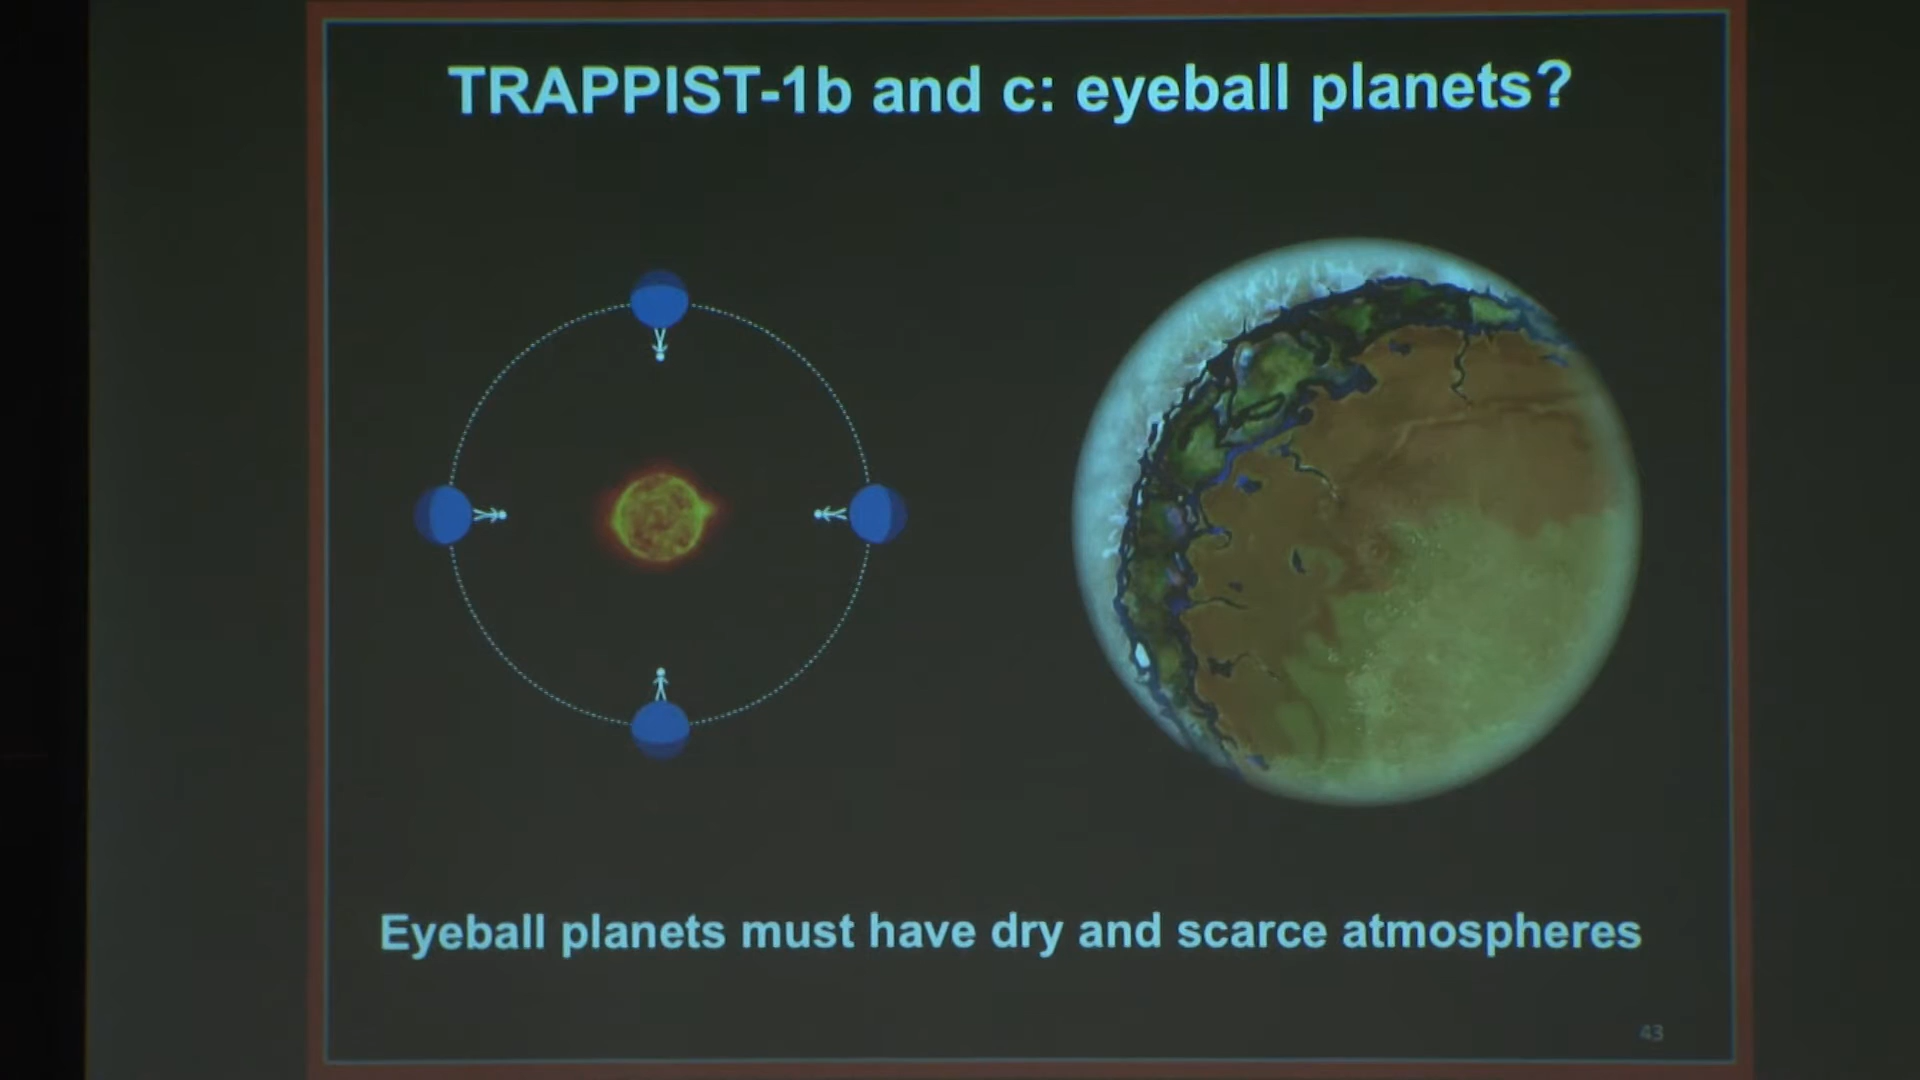 TRAPPIST-1b and c: eyeball planets?
Eyeball planets must have dry and scarce atmospheres
43